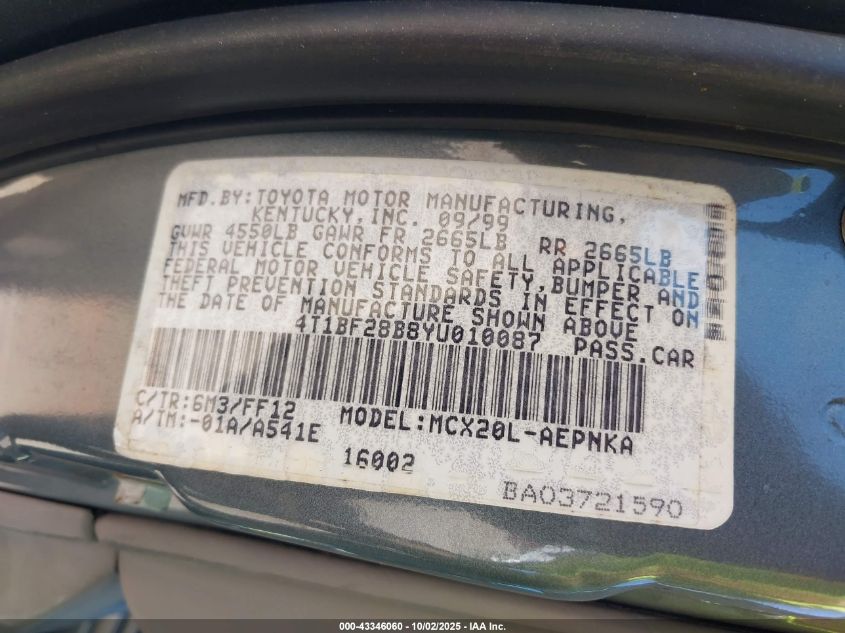 MFD.BY:TOYOTA MOTOR MANUFACTURING,
KENTUCKY,INC. 09/99
GVWR 4550LB GAWR FR 2665LB RR 2665LB
THIS VEHICLE CONFORMS TO ALL APPLICABLE
FEDERAL MOTOR VEHICLE SAFETY,BUMPER AND
THEFT PREVENTION STANDARDS IN EFFECT ON
THE DATE OF MANUFACTURE SHOWN ABOVE
4T1BF28B8YU010087 PASS.CAR
C/TR:6M3/FF12
A/TM:-01A/A541E MODEL:MCX20L-AEPNKA
16002
BA03721590
000-43346060 - 10/02/2025 - IAA Inc.